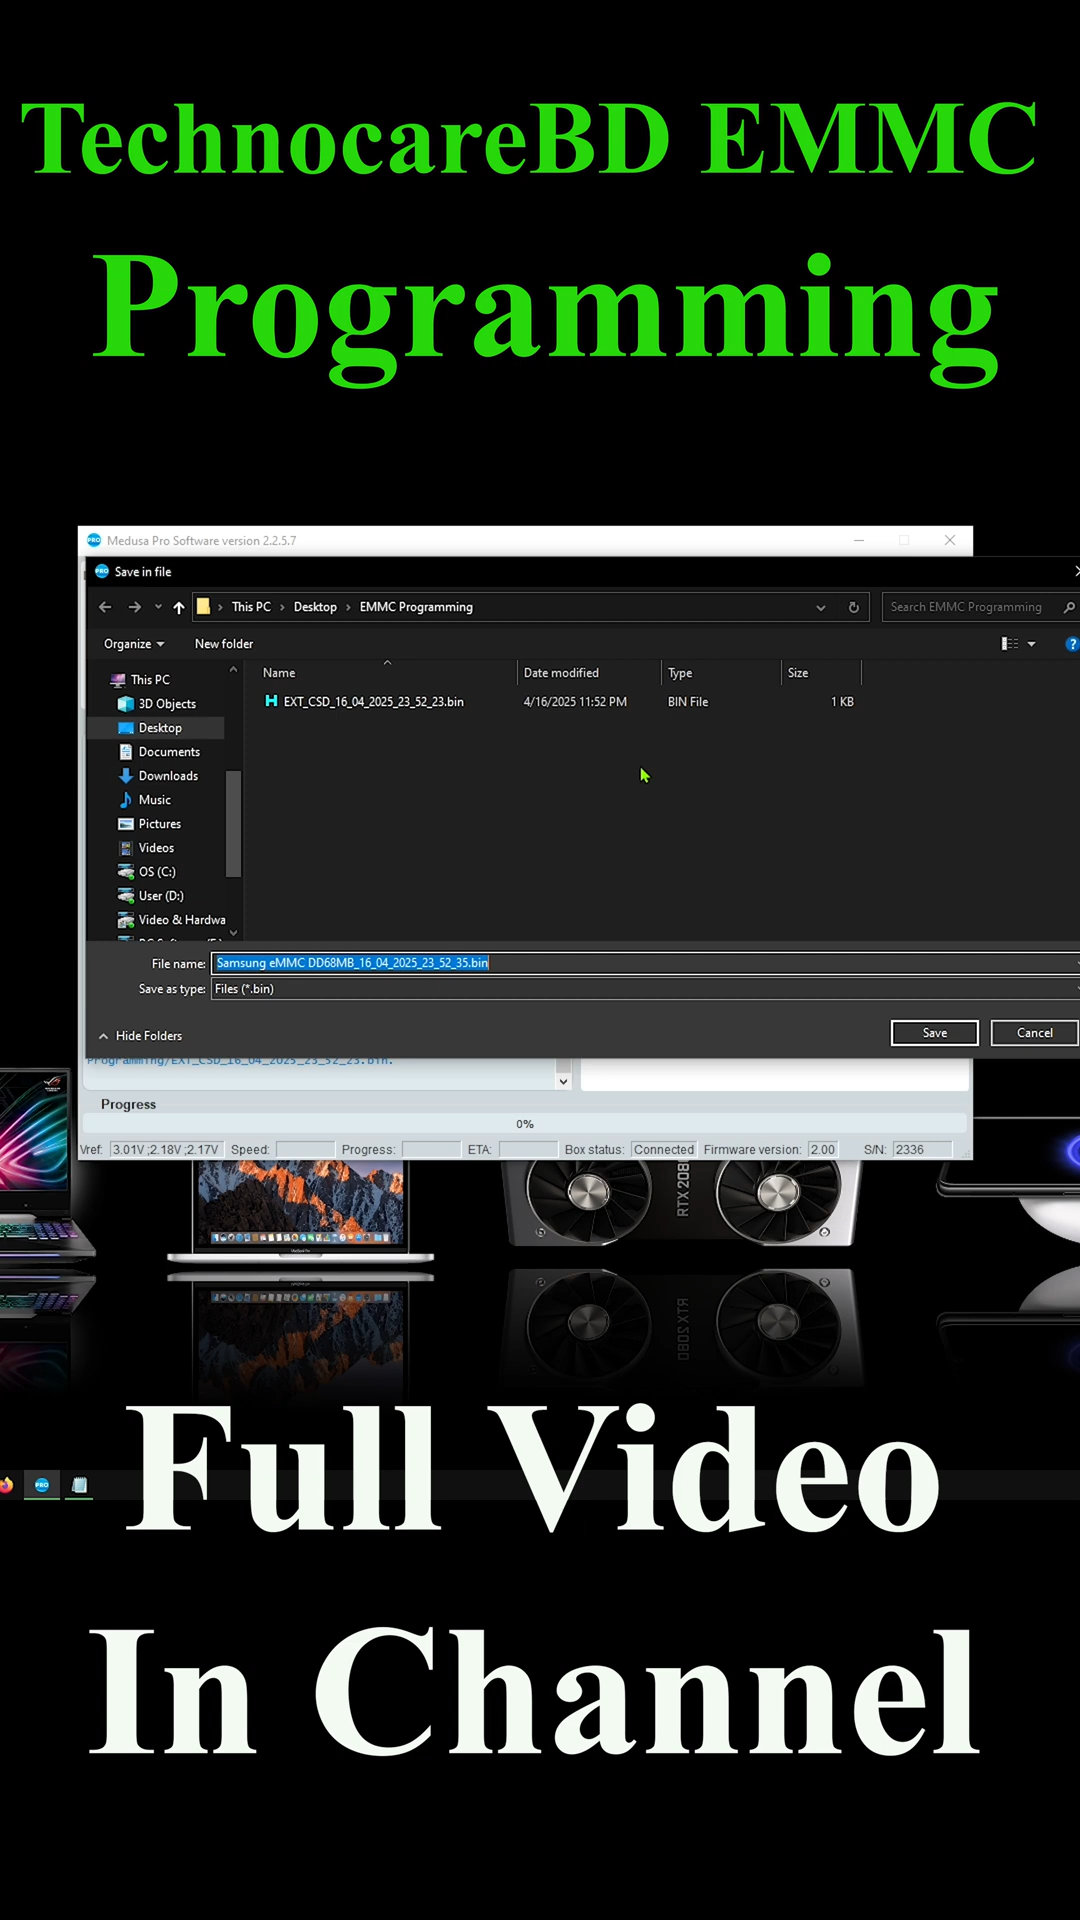 TechnocareBD EMMC
Programming
Medusa Pro Software version 2.2.5.7
Save in file
This PC › Desktop › EMMC Programming
Search EMMC Programming
Organize
New folder
Name
Date modified
Type
Size
EXT_CSD_16_04_2025_23_52_23.bin
4/16/2025 11:52 PM
BIN File
1 KB
This PC
3D Objects
Desktop
Documents
Downloads
Music
Pictures
Videos
OS (C:)
User (D:)
Video & Hardwa
File name:
Samsung eMMC DD68MB_16_04_2025_23_52_35.bin
Save as type:
Files (*.bin)
Hide Folders
Save
Cancel
Programming/EXT_CSD_16_04_2025_23_52_23.bin.
Progress
0%
Vref: 3.01V ;2.18V ;2.17V Speed: Progress: ETA: Box status: Connected Firmware version: 2.00 S/N: 2336
Full Video
In Channel